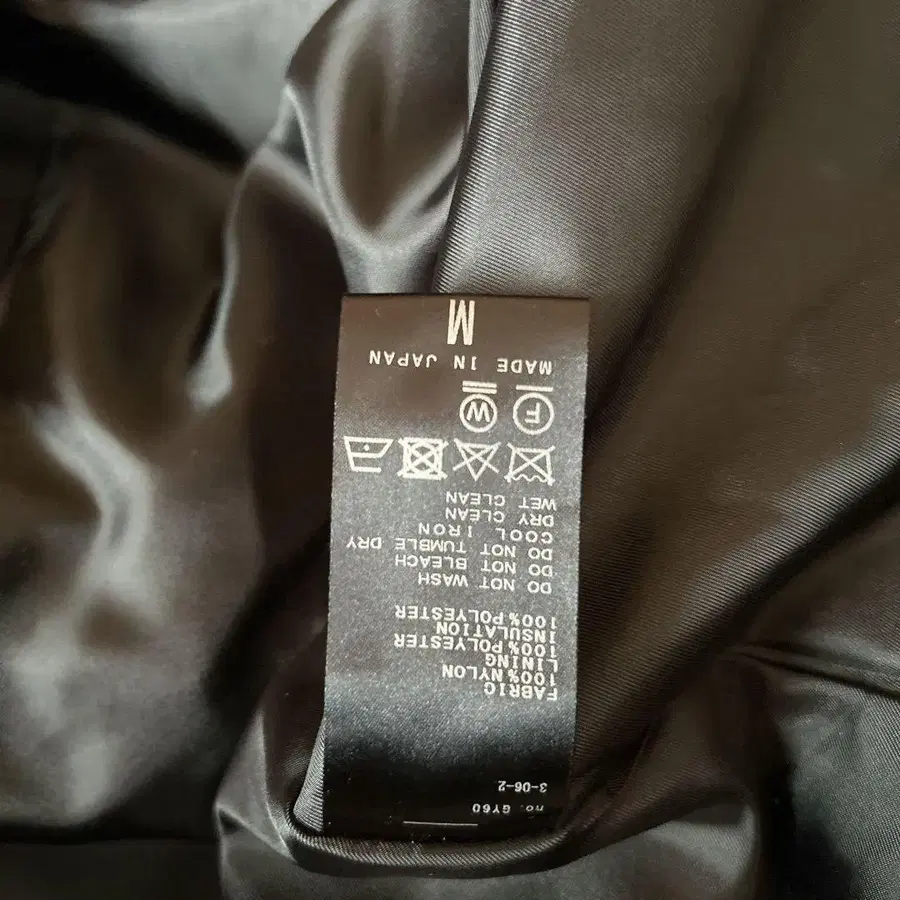 no. GY60
3-06-2
FABRIC
100%NYLON
LINING
100%POLYESTER
INSULATION
100%POLYESTER
DO NOT WASH
DO NOT BLEACH
DO NOT TUMBLE DRY
COOL IRON
DRY CLEAN
WET CLEAN
F W
MADE IN JAPAN
M